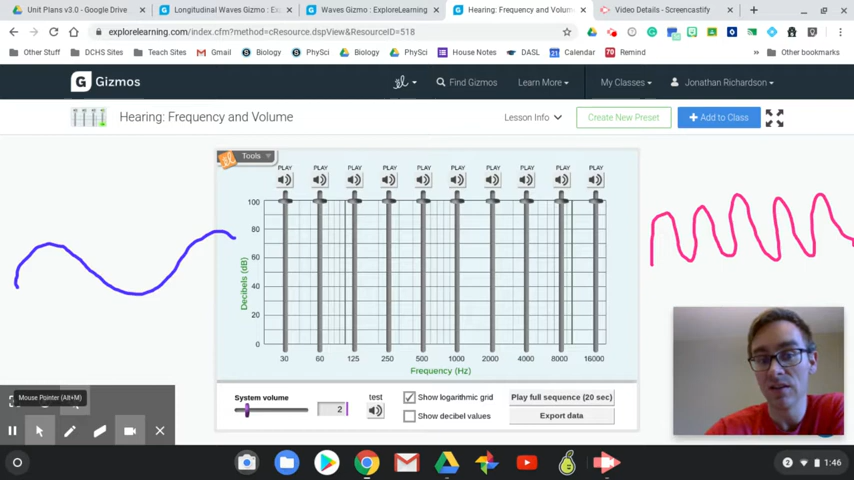 Unit Plans v3.0 - Google Drive
Longitudinal Waves Gizmo : Ex
Waves Gizmo : ExploreLearning
Hearing: Frequency and Volum
Video Details - Screencastify
explorelearning.com/index.cfm?method=cResource.dspView&ResourceID=518
Other Stuff
DCHS Sites
Teach Sites
Gmail
Biology
PhySci
Biology
PhySci
House Notes
DASL
Calendar
Remind
»
Other bookmarks
G Gizmos
Find Gizmos
Learn More
My Classes
Jonathan Richardson
Hearing: Frequency and Volume
Lesson Info
Create New Preset
+ Add to Class
Tools
PLAY PLAY PLAY PLAY PLAY PLAY PLAY PLAY PLAY PLAY
100
80
60
40
20
0
Decibels (dB)
30 60 125 250 500 1000 2000 4000 8000 16000
Frequency (Hz)
System volume
2
test
Show logarithmic grid
Show decibel values
Play full sequence (20 sec)
Export data
Mouse Pointer (Alt+M)
2
1:46